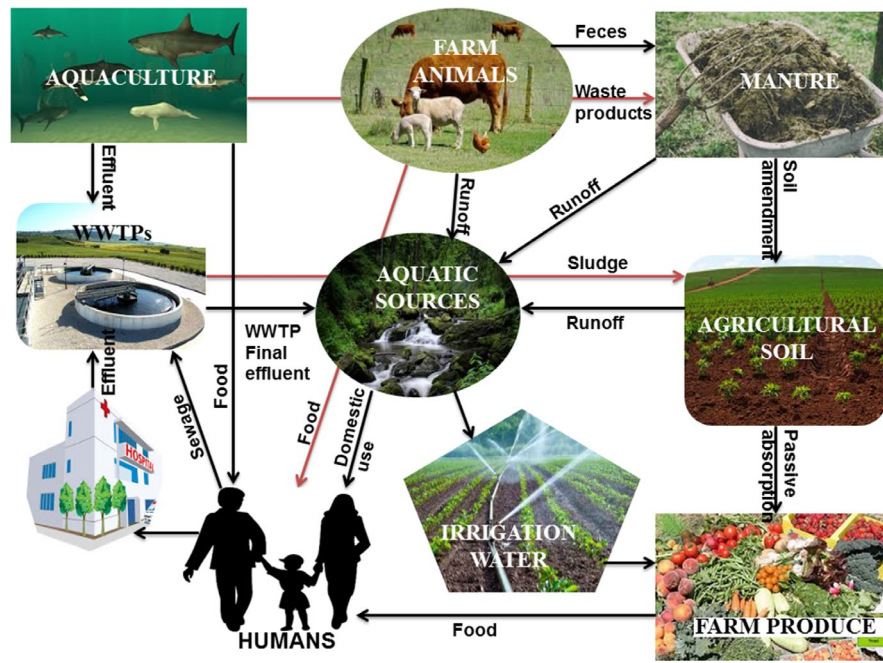 AQUACULTURE
FARM
ANIMALS
Feces
MANURE
Waste
products
Effluent
Runoff
Runoff
Soil
amendment
WWTPs
AQUATIC
SOURCES
Sludge
Runoff
AGRICULTURAL
SOIL
WWTP
Final
effluent
Effluent
Sewage
Food
Food
Domestic
use
Passive
absorption
HOSPITAL
IRRIGATION
WATER
FARM PRODUCE
Food
HUMANS